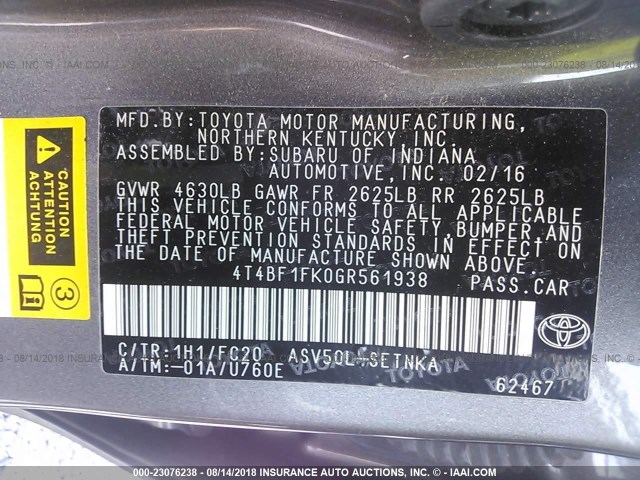 MFD.BY:TOYOTA MOTOR MANUFACTURING,
NORTHERN KENTUCKY,INC.
ASSEMBLED BY:SUBARU OF INDIANA
AUTOMOTIVE,INC. 02/16
GVWR 4630LB GAWR FR 2625LB RR 2625LB
THIS VEHICLE CONFORMS TO ALL APPLICABLE
FEDERAL MOTOR VEHICLE SAFETY,BUMPER,AND
THEFT PREVENTION STANDARDS IN EFFECT ON
THE DATE OF MANUFACTURE SHOWN ABOVE.
4T4BF1FK0GR561938 PASS.CAR
C/TR:1H1/FC20 ASV50L-SETNKA
A/TM:-01A/U760E
TOYOTA
62467
CAUTION
ATTENTION
3
000-23076238 - 08/14/2018 INSURANCE AUTO AUCTIONS, INC. - © IAAI.COM